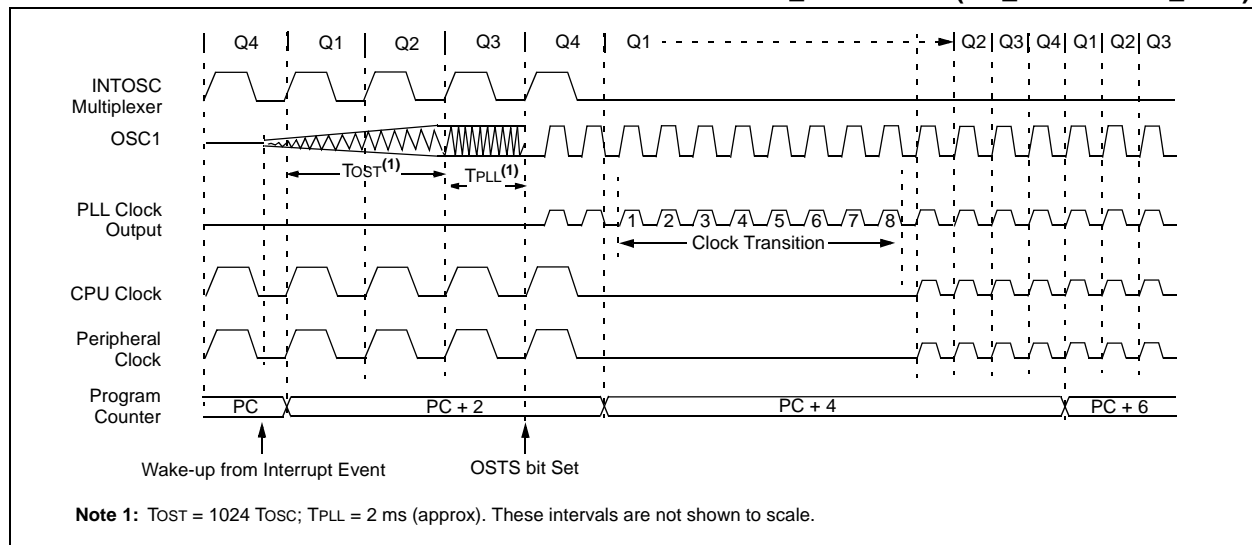 Q4 Q1 Q2 Q3 Q4 Q1 Q2 Q3 Q4 Q1 Q2 Q3
INTOSC
Multiplexer
OSC1
TOST(1)
TPLL(1)
PLL Clock
Output
1 2 3 4 5 6 7 8
Clock Transition
CPU Clock
Peripheral
Clock
Program
Counter
PC PC + 2 PC + 4 PC + 6
Wake-up from Interrupt Event
OSTS bit Set
Note 1: TOST = 1024 TOSC; TPLL = 2 ms (approx). These intervals are not shown to scale.